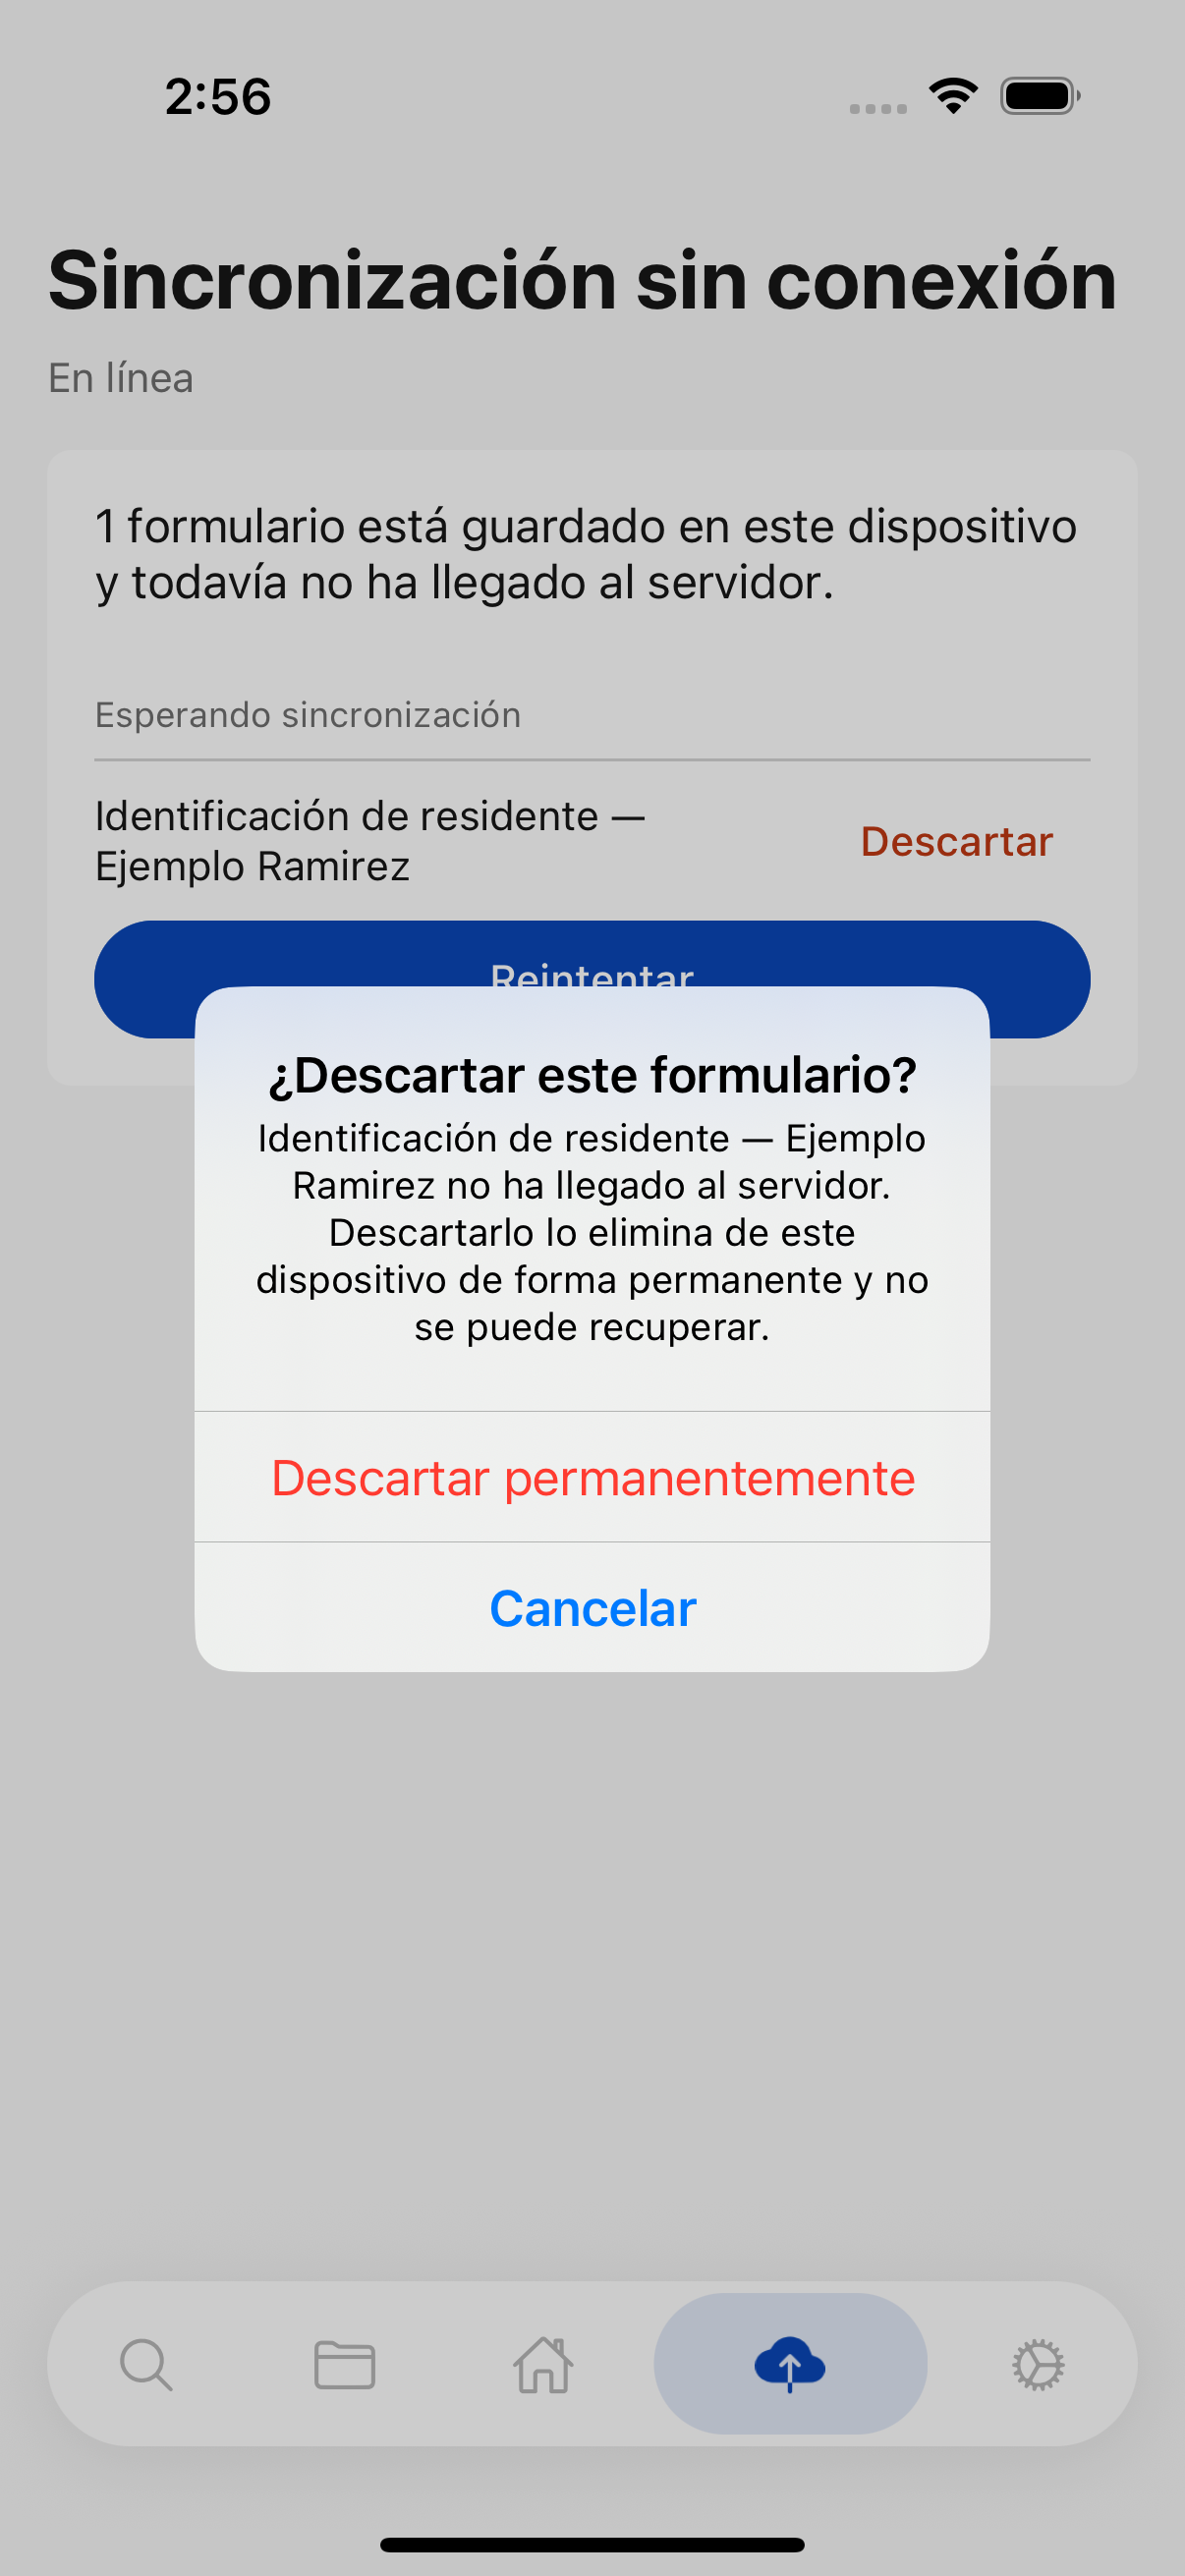 2:56
Sincronización sin conexión
En línea
1 formulario está guardado en este dispositivo
y todavía no ha llegado al servidor.
Esperando sincronización
Identificación de residente —
Ejemplo Ramirez
Descartar
Reintentar
¿Descartar este formulario?
Identificación de residente — Ejemplo
Ramirez no ha llegado al servidor.
Descartarlo lo elimina de este
dispositivo de forma permanente y no
se puede recuperar.
Descartar permanentemente
Cancelar